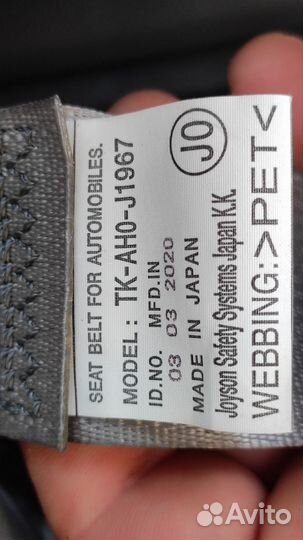 SEAT BELT FOR AUTOMOBILES.
MODEL : TK-AH0-J1967
ID.NO. MFD.IN
03 03 2020
MADE IN JAPAN
JO
Joyson Safety Systems Japan K.K.
WEBBING:>PET<
Avito